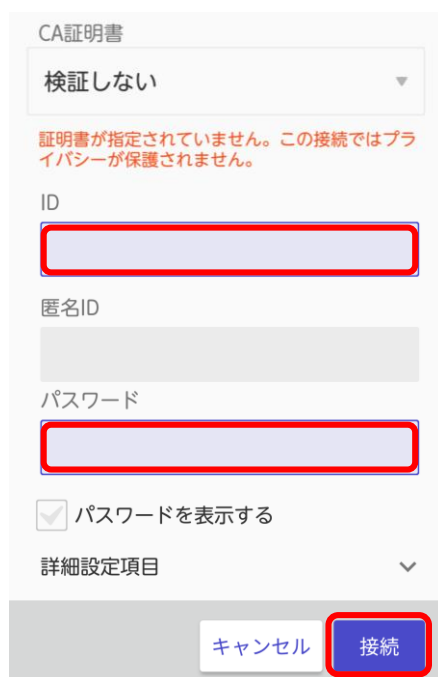 CA証明書
検証しない
証明書が指定されていません。この接続ではプラ
イバシーが保護されません。
ID
匿名ID
パスワード
パスワードを表示する
詳細設定項目
キャンセル 接続